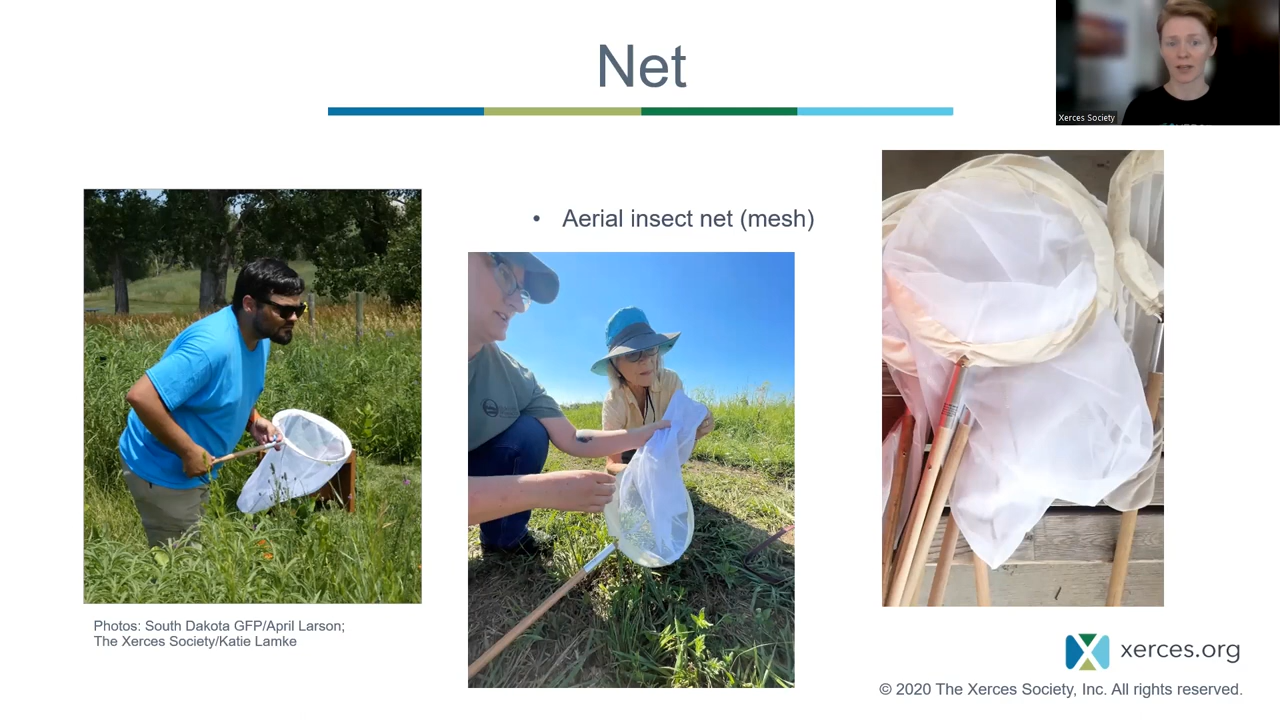 Net
Xerces Society
• Aerial insect net (mesh)
Photos: South Dakota GFP/April Larson;
The Xerces Society/Katie Lamke
xerces.org
© 2020 The Xerces Society, Inc. All rights reserved.